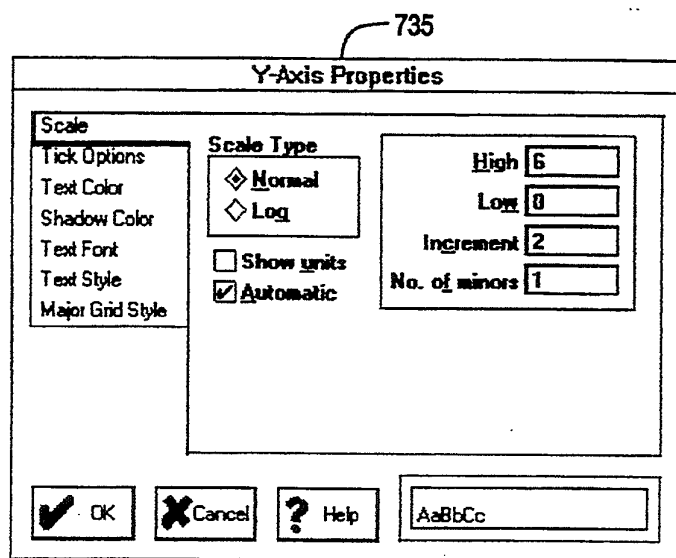 735
Y-Axis Properties
Scale
Tick Options
Text Color
Shadow Color
Text Font
Text Style
Major Grid Style
Scale Type
Normal
Log
Show units
Automatic
High 6
Low 0
Increment 2
No. of minors 1
OK
Cancel
? Help
AaBbCc